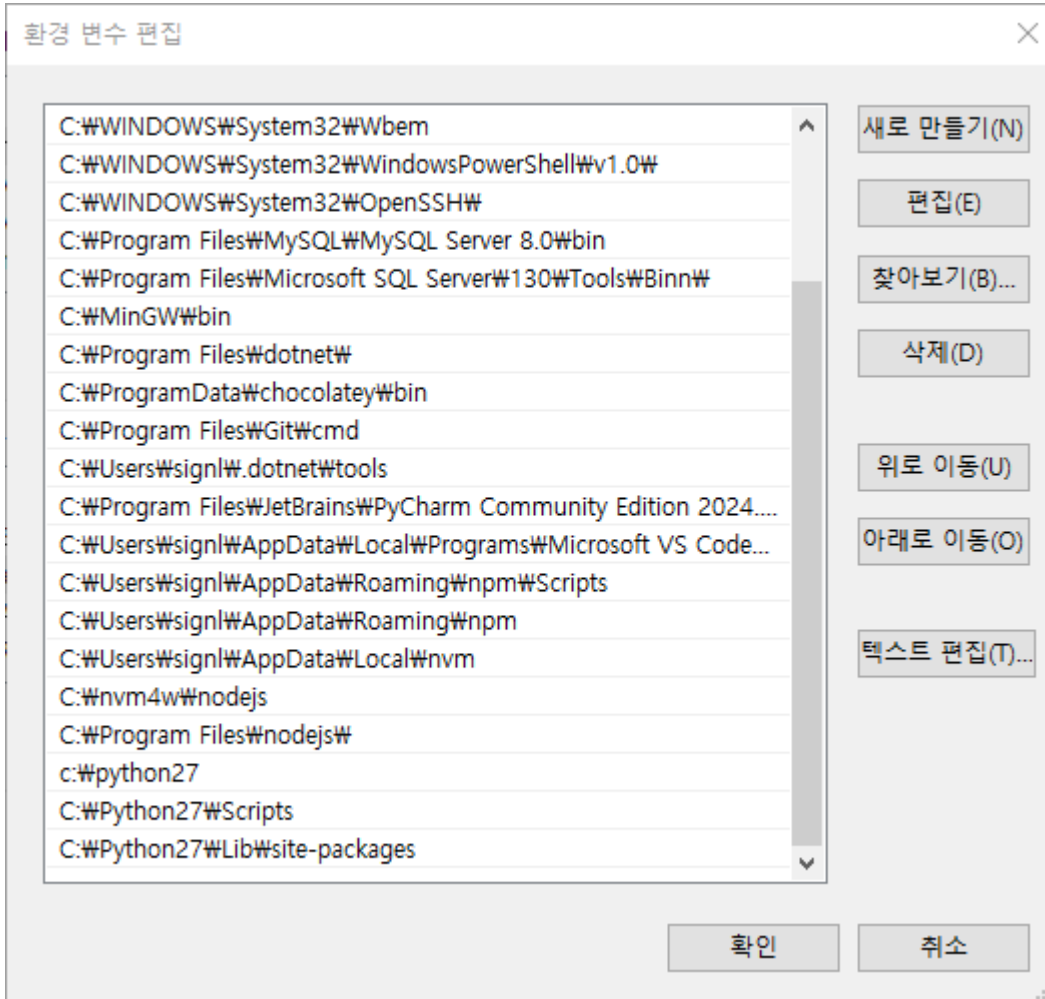 환경 변수 편집
C:₩WINDOWS₩System32₩Wbem
C:₩WINDOWS₩System32₩WindowsPowerShell₩v1.0₩
C:₩WINDOWS₩System32₩OpenSSH₩
C:₩Program Files₩MySQL₩MySQL Server 8.0₩bin
C:₩Program Files₩Microsoft SQL Server₩130₩Tools₩Binn₩
C:₩MinGW₩bin
C:₩Program Files₩dotnet₩
C:₩ProgramData₩chocolatey₩bin
C:₩Program Files₩Git₩cmd
C:₩Users₩signl₩.dotnet₩tools
C:₩Program Files₩JetBrains₩PyCharm Community Edition 2024....
C:₩Users₩signl₩AppData₩Local₩Programs₩Microsoft VS Code...
C:₩Users₩signl₩AppData₩Roaming₩npm₩Scripts
C:₩Users₩signl₩AppData₩Roaming₩npm
C:₩Users₩signl₩AppData₩Local₩nvm
C:₩nvm4w₩nodejs
C:₩Program Files₩nodejs₩
c:₩python27
C:₩Python27₩Scripts
C:₩Python27₩Lib₩site-packages
새로 만들기(N)
편집(E)
찾아보기(B)...
삭제(D)
위로 이동(U)
아래로 이동(O)
텍스트 편집(T)...
확인
취소